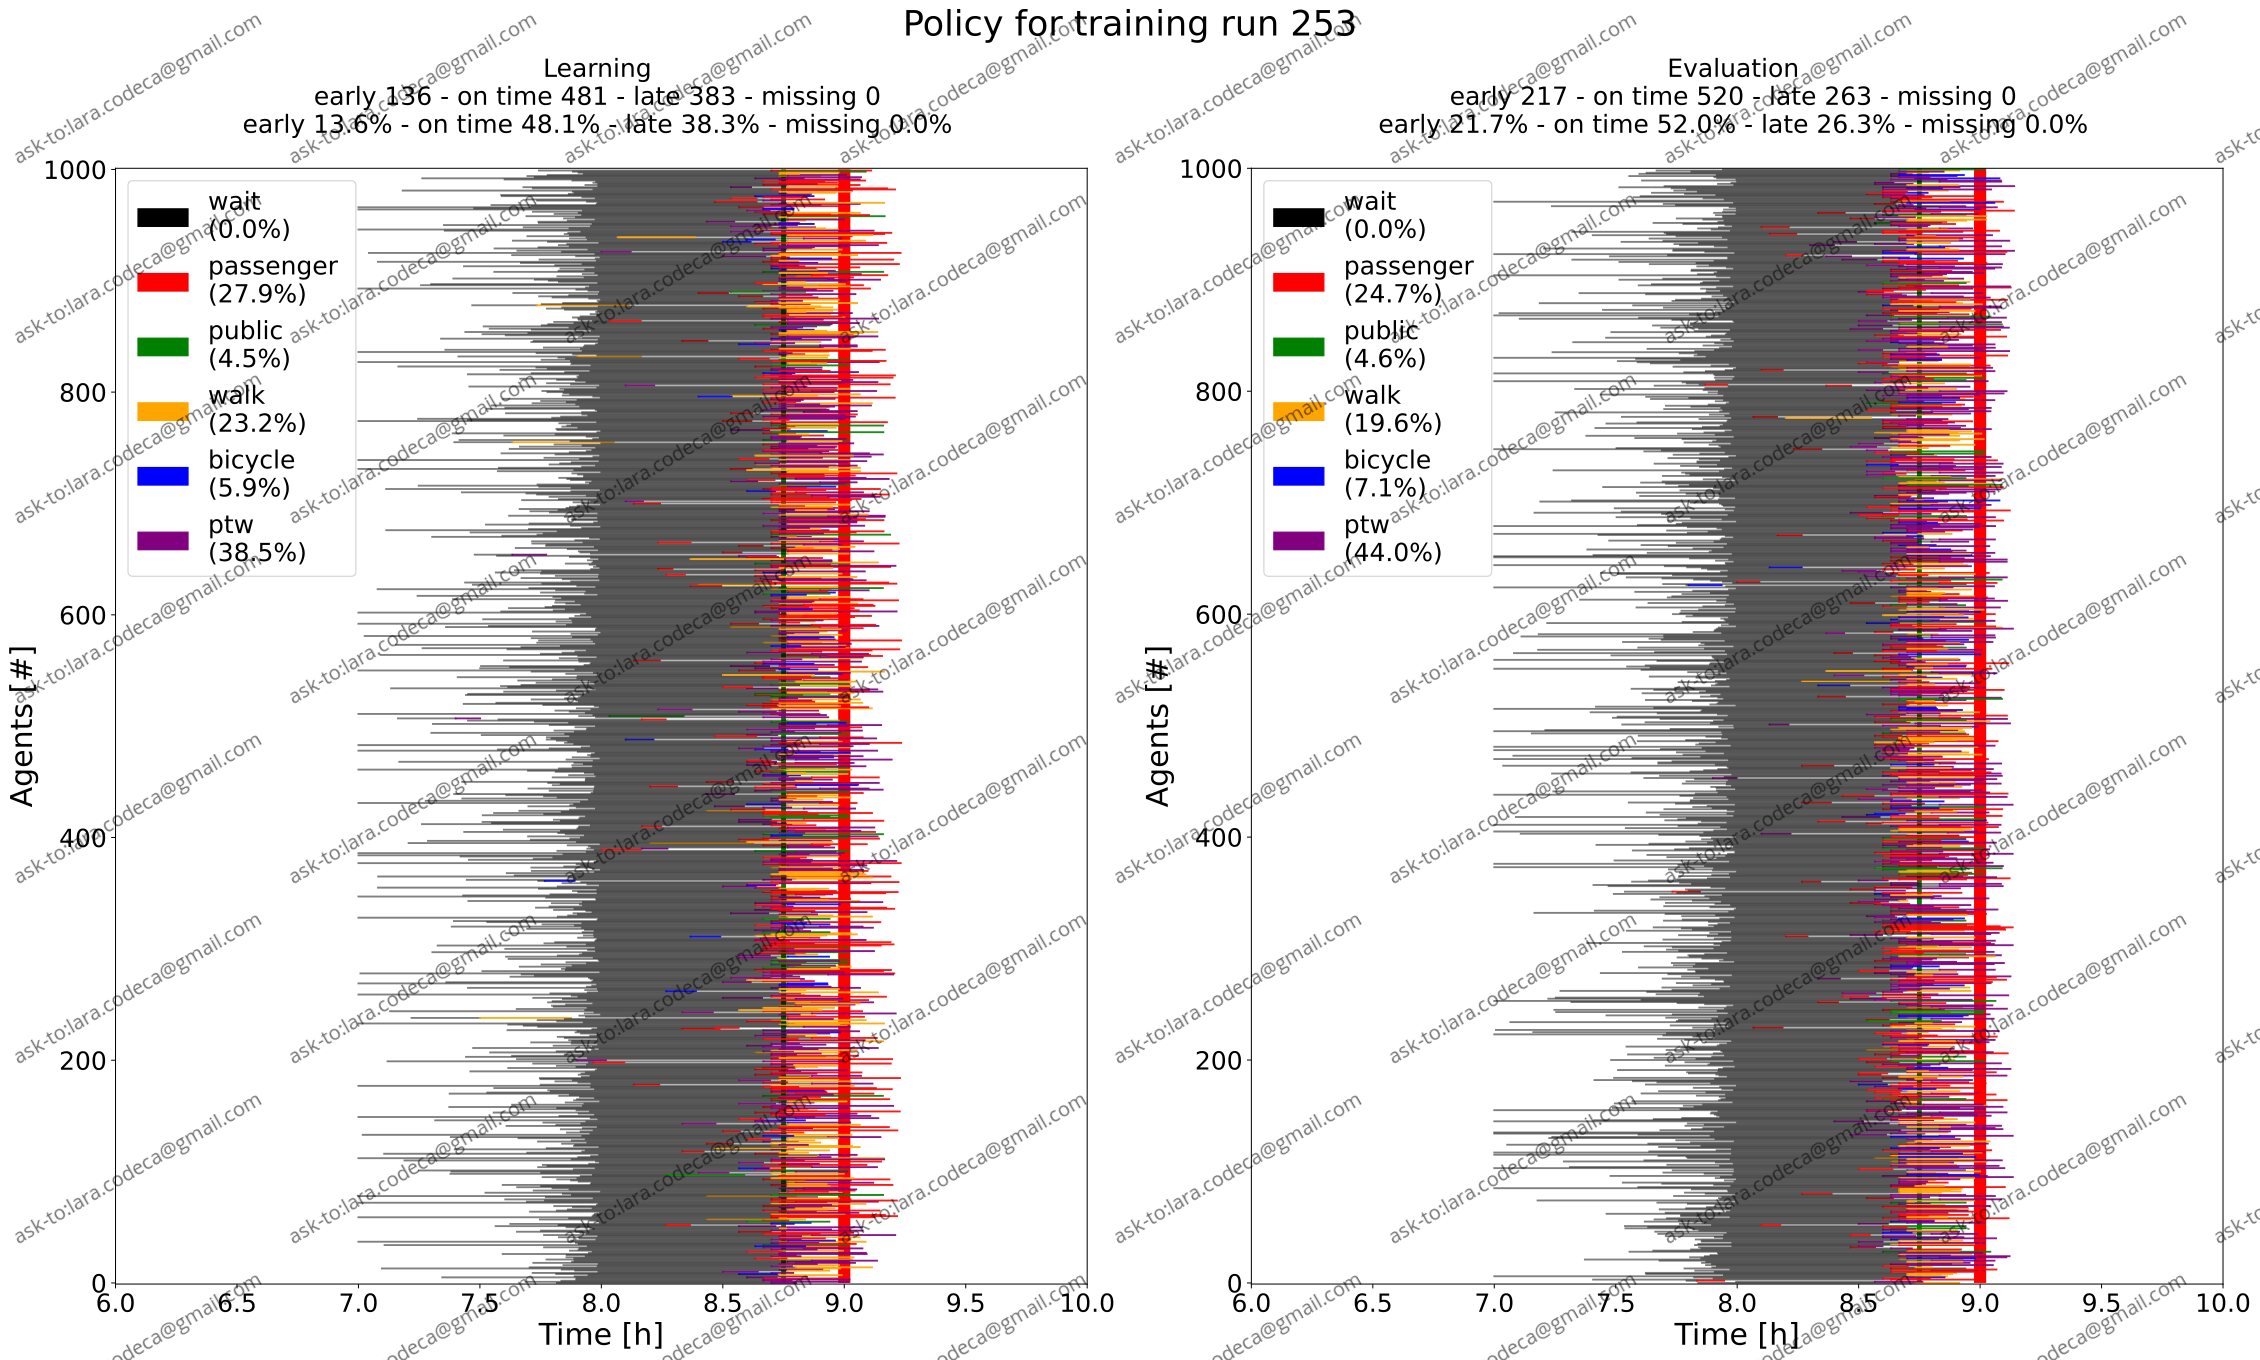 Policy for training run 253
Learning
early 136 - on time 481 - late 383 - missing 0
early 13.6% - on time 48.1% - late 38.3% - missing 0.0%
1000
800
600
400
200
0
Agents [#]
wait
(0.0%)
passenger
(27.9%)
public
(4.5%)
walk
(23.2%)
bicycle
(5.9%)
ptw
(38.5%)
6.0 6.5 7.0 7.5 8.0 8.5 9.0 9.5 10.0
Time [h]
Evaluation
early 217 - on time 520 - late 263 - missing 0
early 21.7% - on time 52.0% - late 26.3% - missing 0.0%
1000
800
600
400
200
0
Agents [#]
wait
(0.0%)
passenger
(24.7%)
public
(4.6%)
walk
(19.6%)
bicycle
(7.1%)
ptw
(44.0%)
6.0 6.5 7.0 7.5 8.0 8.5 9.0 9.5 10.0
Time [h]
ask-to:lara.codeca@gmail.com